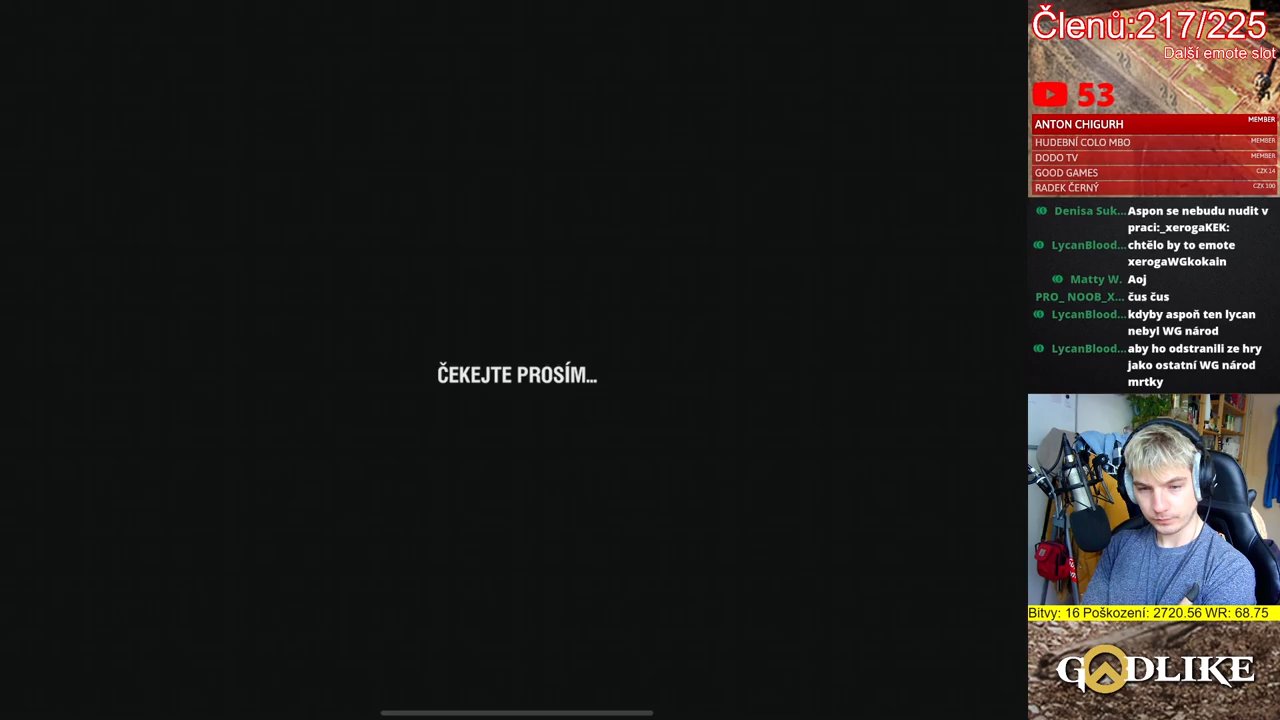 ČEKEJTE PROSÍM...
Členů:217/225
Další emote slot
53
ANTON CHIGURH MEMBER
HUDEBNÍ COLO MBO MEMBER
DODO TV MEMBER
GOOD GAMES CZK 14
RADEK ČERNÝ CZK 100
Denisa Suk... Aspon se nebudu nudit v
praci:_xerogaKEK:
LycanBlood... chtělo by to emote
xerogaWGkokain
Matty W. Aoj
PRO_ NOOB_X... čus čus
LycanBlood... kdyby aspoň ten lycan
nebyl WG národ
LycanBlood... aby ho odstranili ze hry
jako ostatní WG národ
mrtky
Bitvy: 16 Poškození: 2720.56 WR: 68.75
GODLIKE